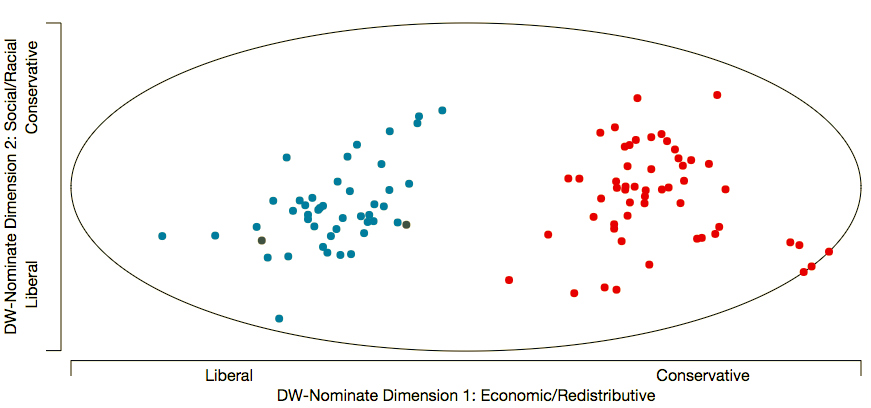 DW-Nominate Dimension 2: Social/Racial
Conservative
Liberal
Liberal
Conservative
DW-Nominate Dimension 1: Economic/Redistributive